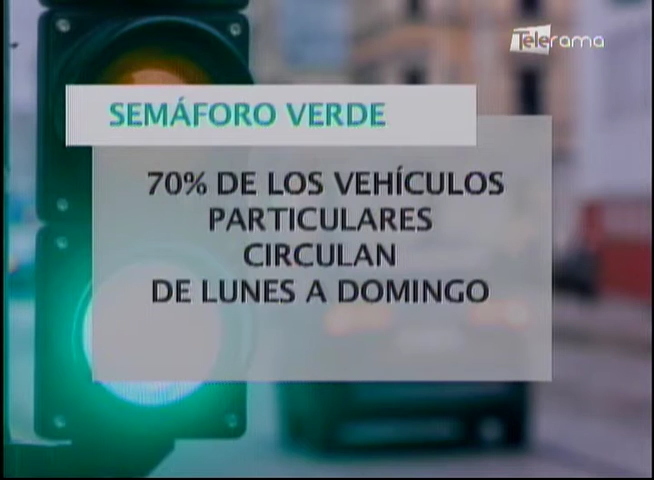 Telerama
SEMÁFORO VERDE
70% DE LOS VEHÍCULOS
PARTICULARES
CIRCULAN
DE LUNES A DOMINGO